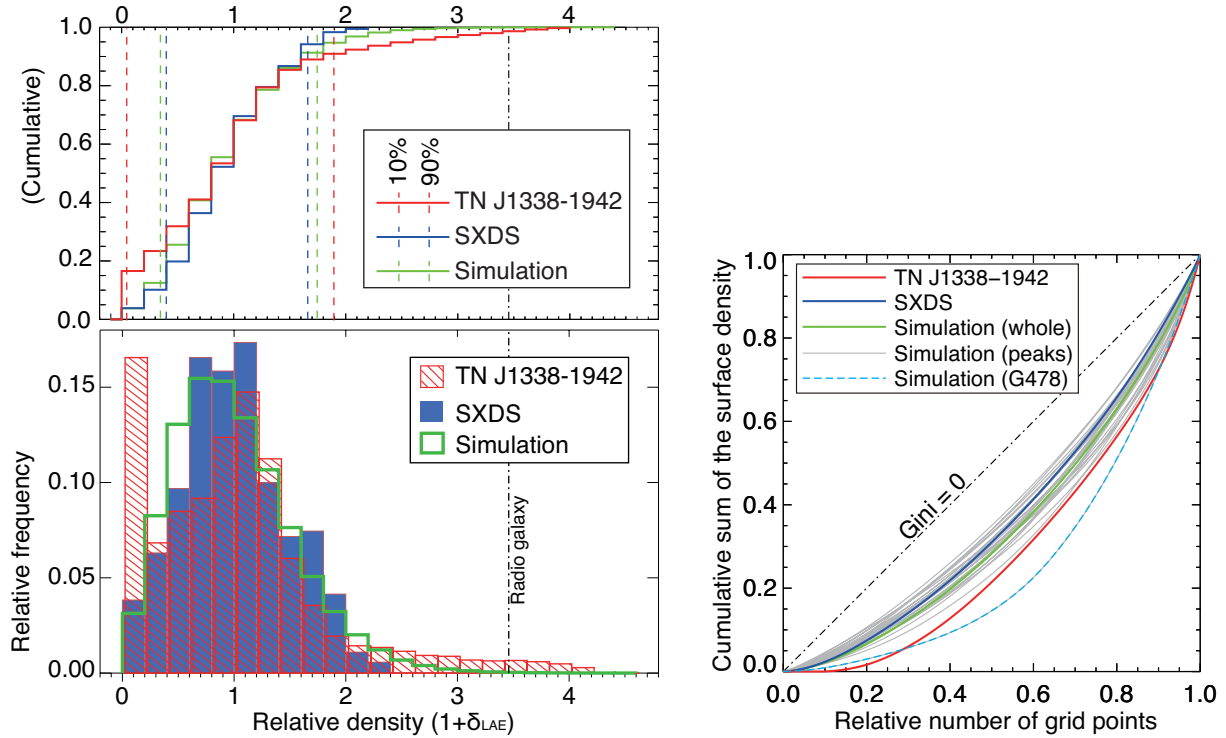 0 1 2 3 4
1.0
0.8
0.6
0.4
0.2
0.0
(Cumulative)
10%
90%
TN J1338-1942
SXDS
Simulation
0.15
0.10
0.05
0.00
Relative frequency
TN J1338-1942
SXDS
Simulation
Radio galaxy
0 1 2 3 4
Relative density (1+δLAE)
1.0
0.8
0.6
0.4
0.2
0.0
Cumulative sum of the surface density
TN J1338−1942
SXDS
Simulation (whole)
Simulation (peaks)
Simulation (G478)
Gini = 0
0.0 0.2 0.4 0.6 0.8 1.0
Relative number of grid points